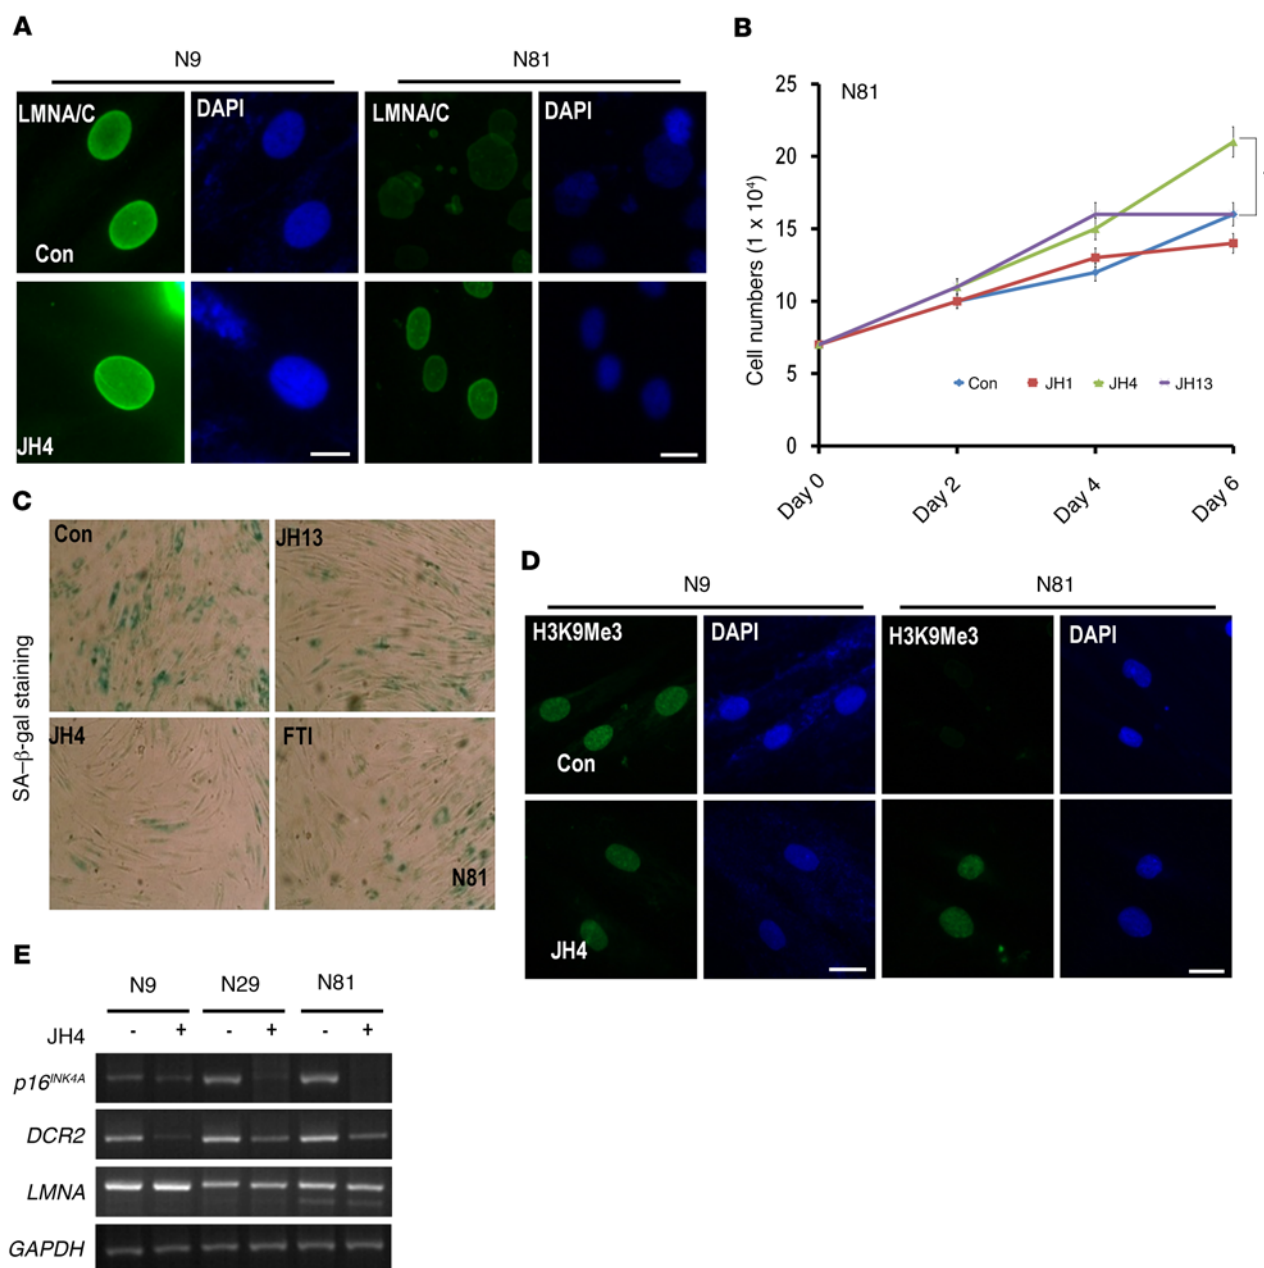 A
N9
N81
LMNA/C
DAPI
LMNA/C
DAPI
Con
JH4
B
25
20
15
10
5
0
N81
Cell numbers (1 x 10⁴)
Con
JH1
JH4
JH13
Day 0
Day 2
Day 4
Day 6
C
SA–β-gal staining
Con
JH13
JH4
FTI
N81
D
N9
N81
H3K9Me3
DAPI
H3K9Me3
DAPI
Con
JH4
E
N9
N29
N81
JH4
- + - + - +
p16ᴵᴺᴷ⁴ᴬ
DCR2
LMNA
GAPDH